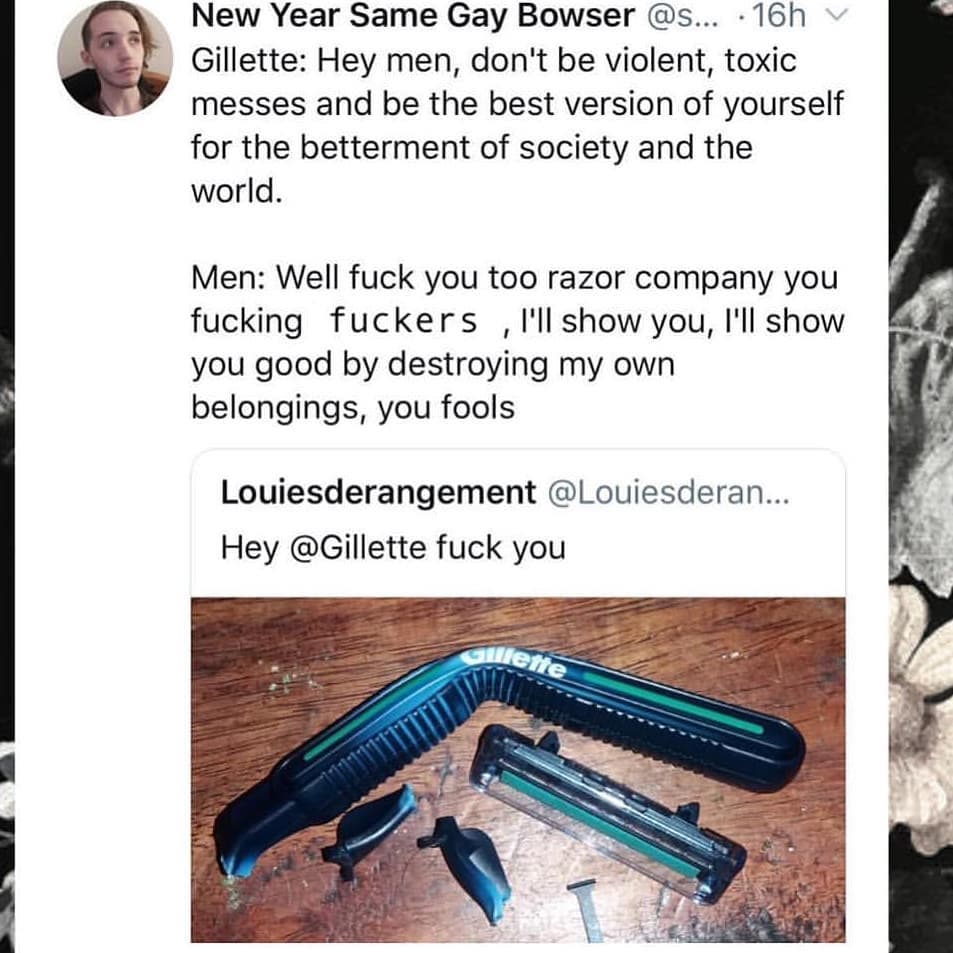 New Year Same Gay Bowser @s... · 16h
Gillette: Hey men, don't be violent, toxic
messes and be the best version of yourself
for the betterment of society and the
world.
Men: Well fuck you too razor company you
fucking fuckers , I'll show you, I'll show
you good by destroying my own
belongings, you fools
Louiesderangement @Louiesderan...
Hey @Gillette fuck you
Gillette